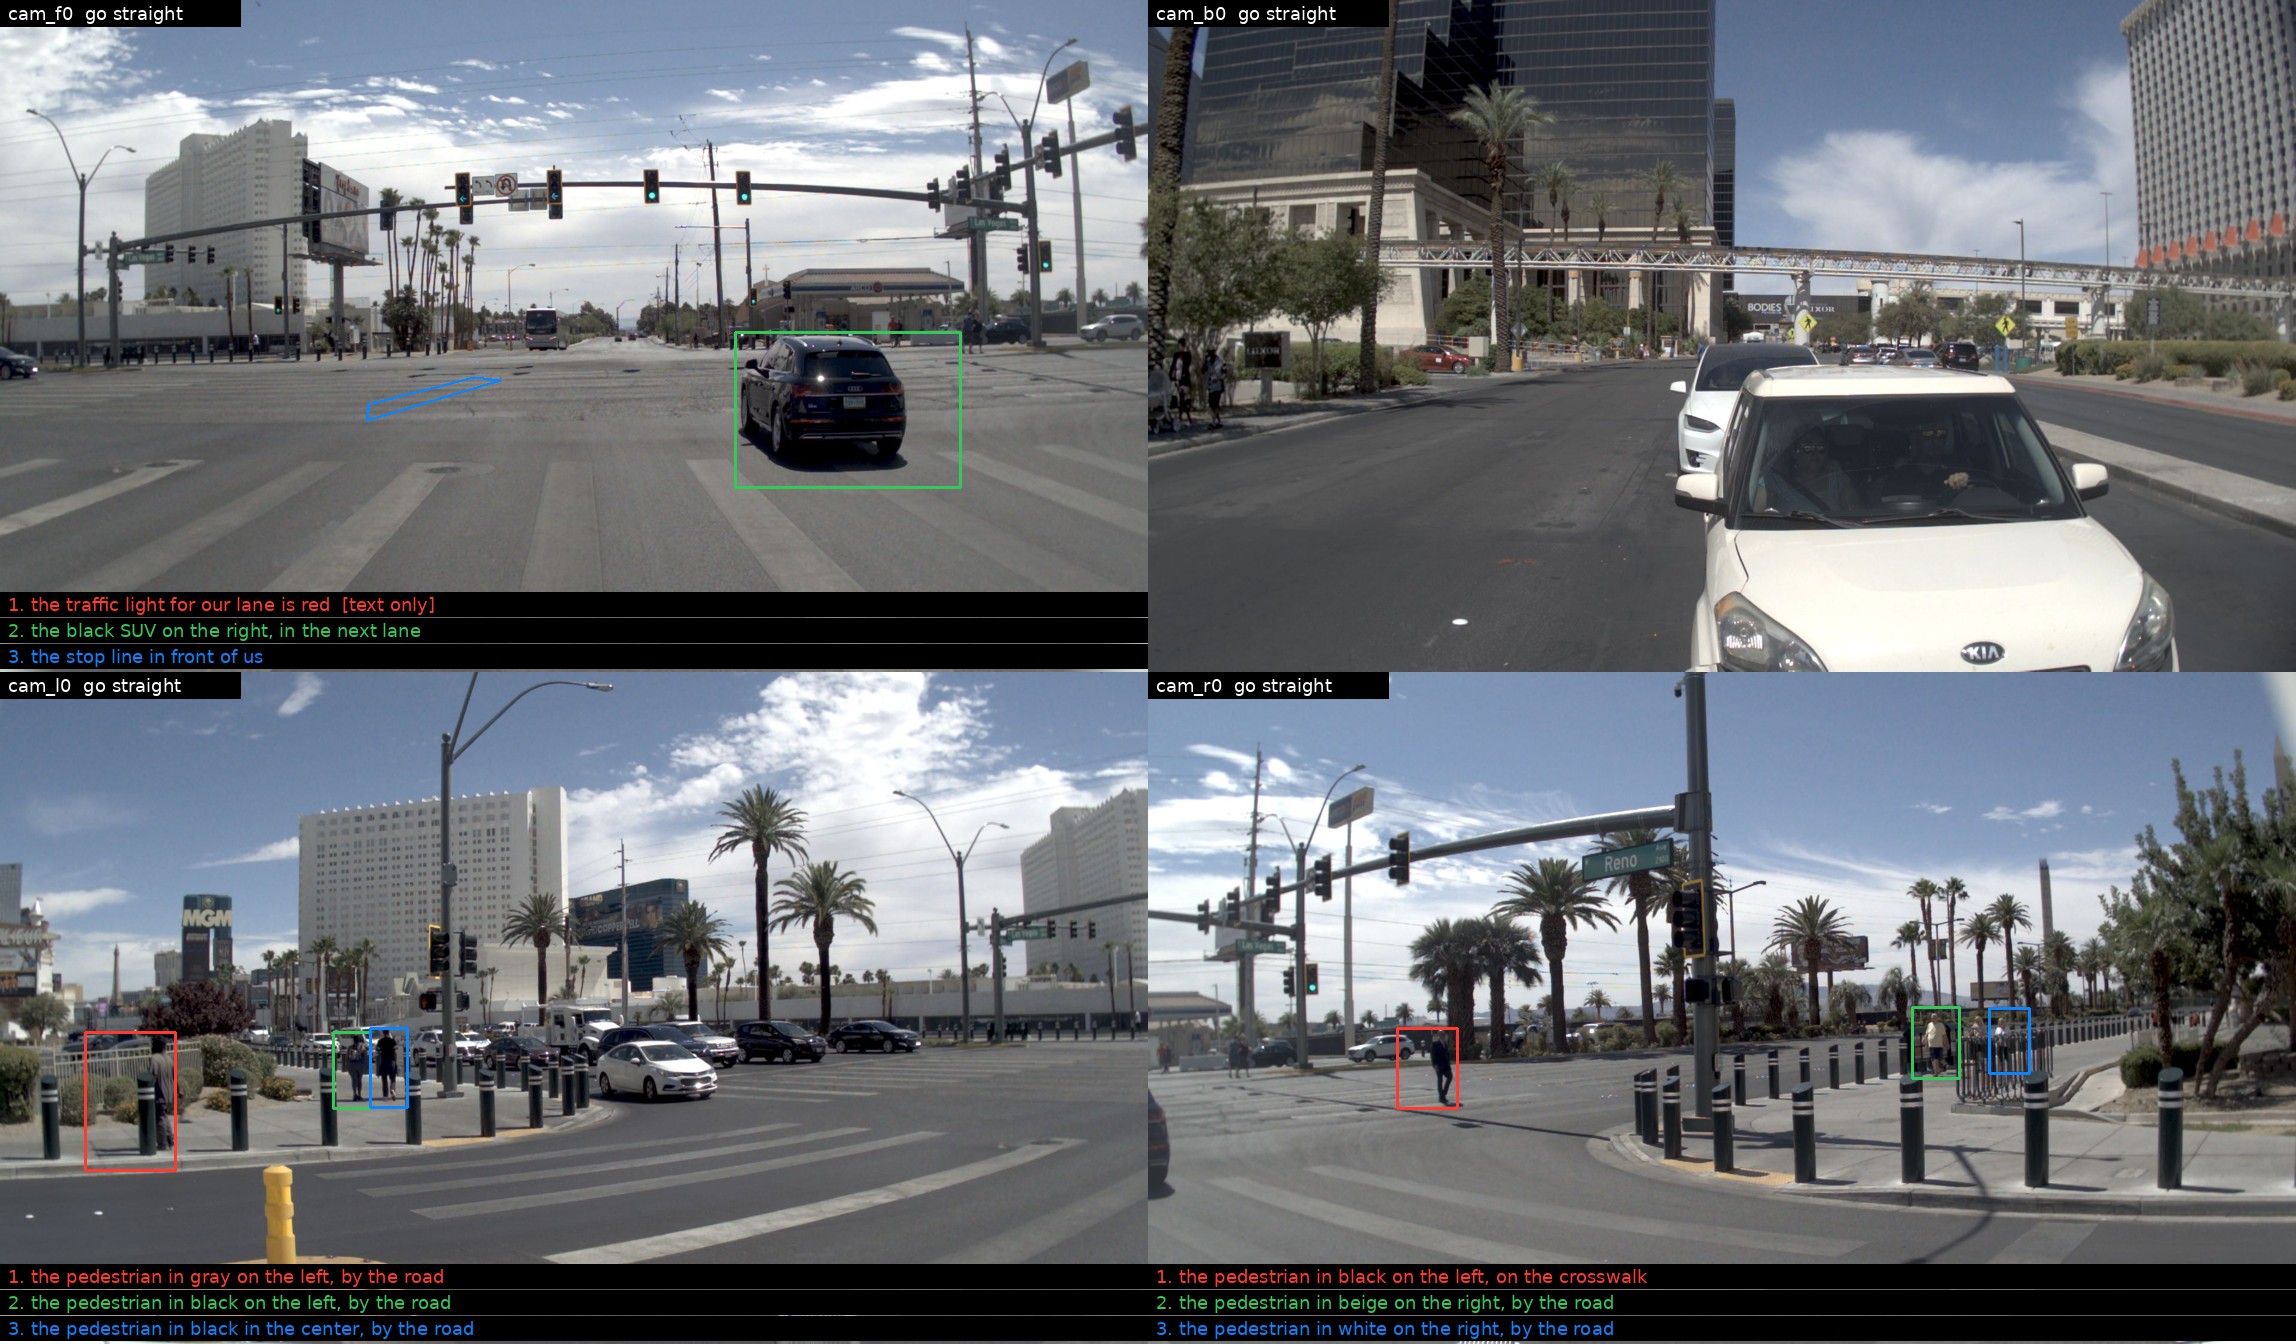 cam_f0 go straight
cam_b0 go straight
BODIES
LUXOR
KIA
1. the traffic light for our lane is red [text only]
2. the black SUV on the right, in the next lane
3. the stop line in front of us
cam_l0 go straight
cam_r0 go straight
Reno
MGM
1. the pedestrian in gray on the left, by the road
2. the pedestrian in black on the left, by the road
3. the pedestrian in black in the center, by the road
1. the pedestrian in black on the left, on the crosswalk
2. the pedestrian in beige on the right, by the road
3. the pedestrian in white on the right, by the road